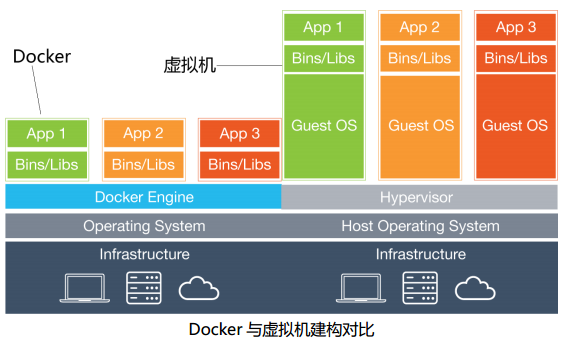 Docker
虚拟机
App 1
Bins/Libs
App 2
Bins/Libs
App 3
Bins/Libs
Docker Engine
Operating System
Infrastructure
App 1
Bins/Libs
Guest OS
App 2
Bins/Libs
Guest OS
App 3
Bins/Libs
Guest OS
Hypervisor
Host Operating System
Infrastructure
Docker 与虚拟机建构对比